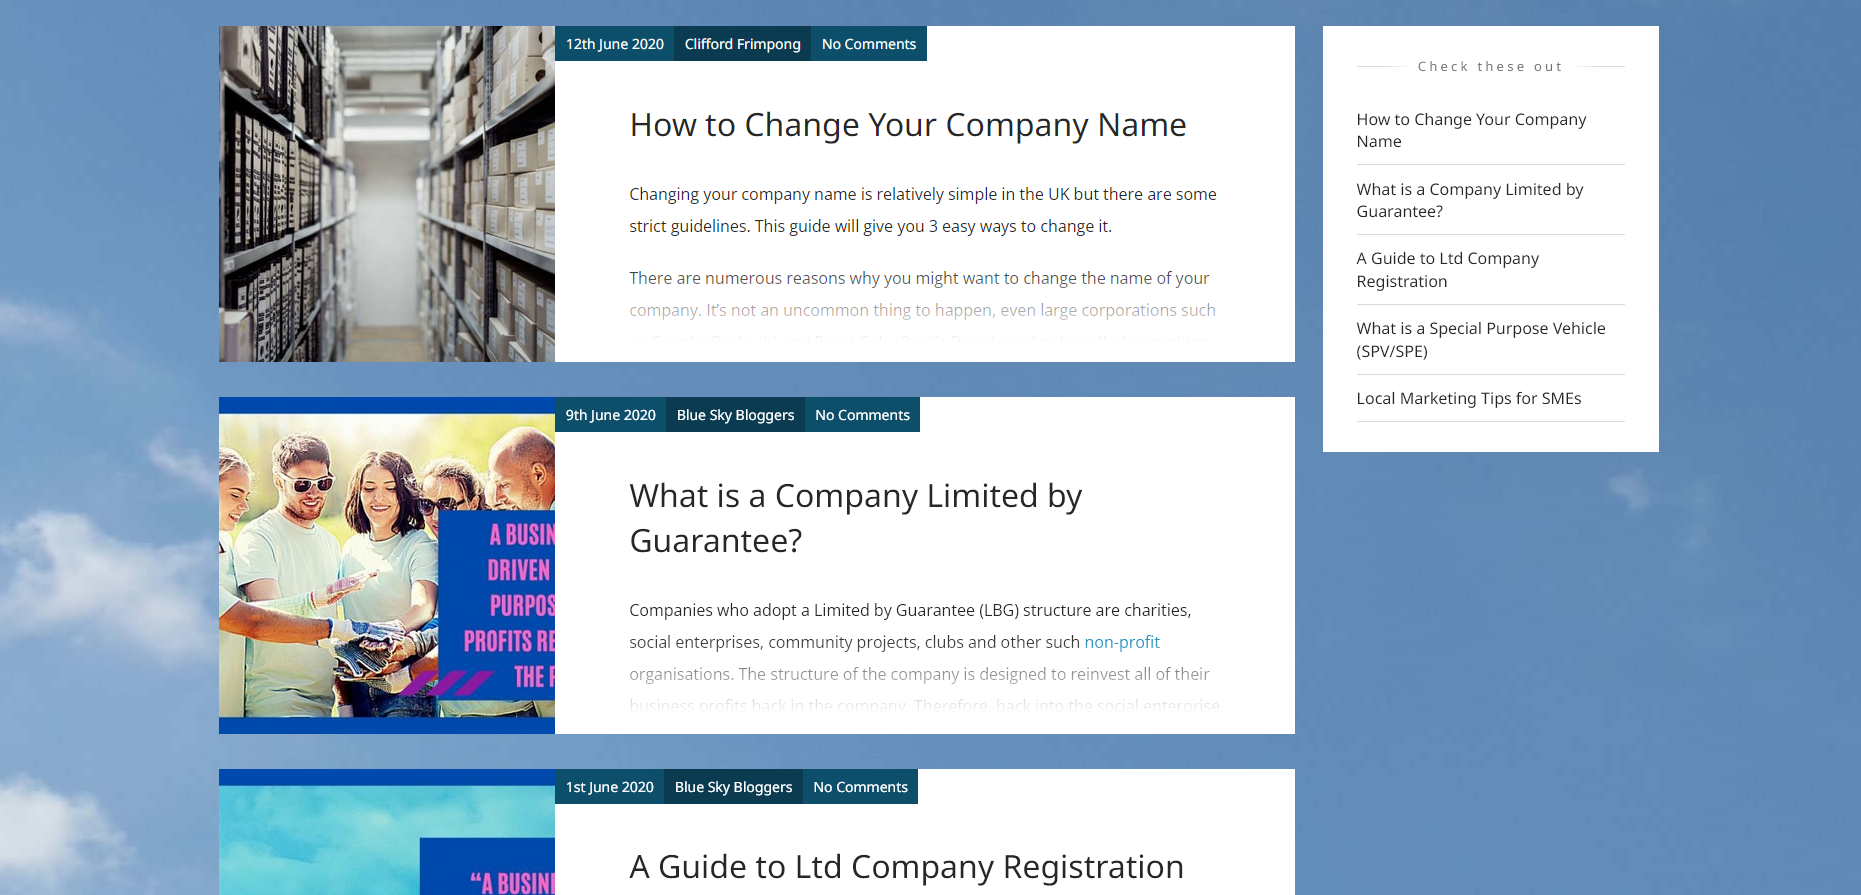 12th June 2020 Clifford Frimpong No Comments
How to Change Your Company Name
Changing your company name is relatively simple in the UK but there are some
strict guidelines. This guide will give you 3 easy ways to change it.
There are numerous reasons why you might want to change the name of your
company. It’s not an uncommon thing to happen, even large corporations such
9th June 2020 Blue Sky Bloggers No Comments
A BUSIN
DRIVEN
PURPOS
PROFITS RE
THE P
What is a Company Limited by
Guarantee?
Companies who adopt a Limited by Guarantee (LBG) structure are charities,
social enterprises, community projects, clubs and other such non-profit
organisations. The structure of the company is designed to reinvest all of their
business profits back in the company. Therefore, back into the social enterprise
1st June 2020 Blue Sky Bloggers No Comments
“A BUSIN
A Guide to Ltd Company Registration
Check these out
How to Change Your Company
Name
What is a Company Limited by
Guarantee?
A Guide to Ltd Company
Registration
What is a Special Purpose Vehicle
(SPV/SPE)
Local Marketing Tips for SMEs